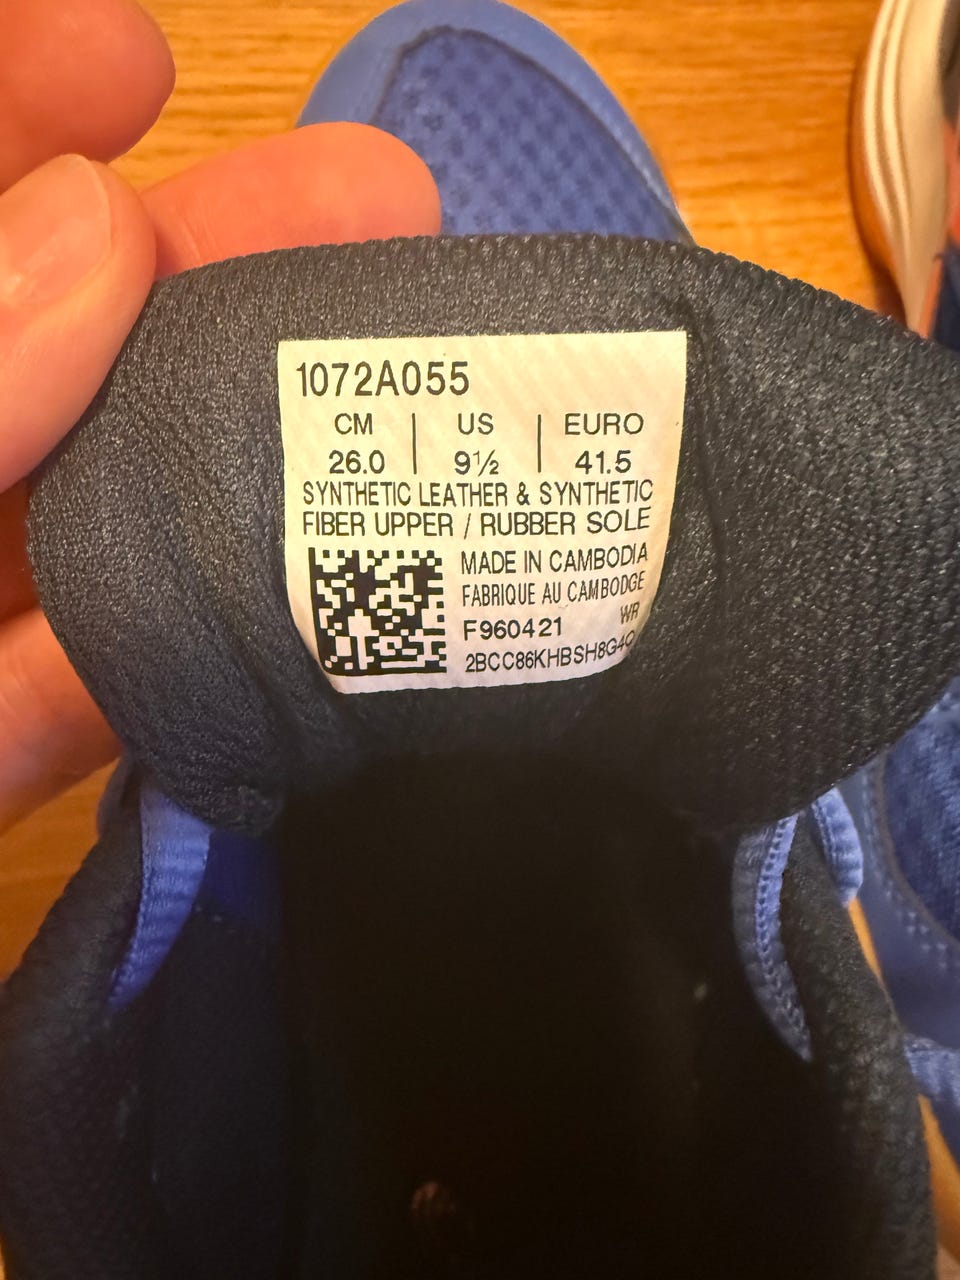 1072A055
CM | US | EURO
26.0 | 9½ | 41.5
SYNTHETIC LEATHER & SYNTHETIC
FIBER UPPER / RUBBER SOLE
MADE IN CAMBODIA
FABRIQUE AU CAMBODGE
WR
F960421